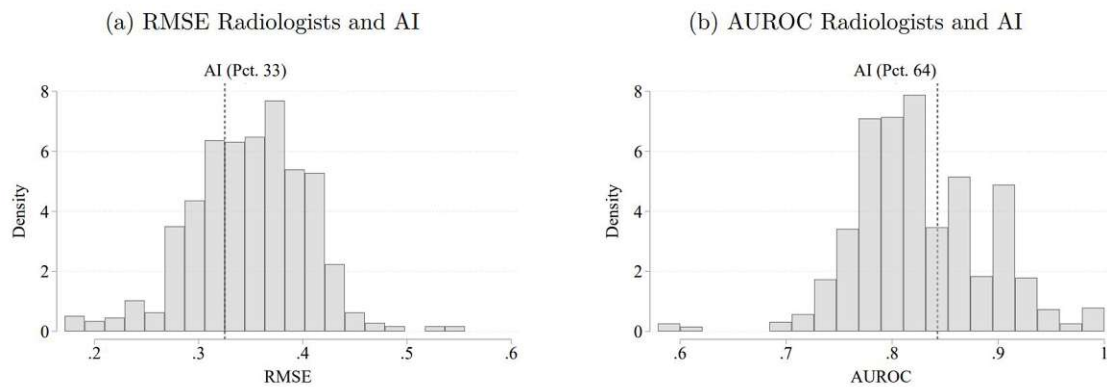 (a) RMSE Radiologists and AI
AI (Pct. 33)
8
6
4
2
0
Density
.2 .3 .4 .5 .6
RMSE
(b) AUROC Radiologists and AI
AI (Pct. 64)
8
6
4
2
0
Density
.6 .7 .8 .9 1
AUROC